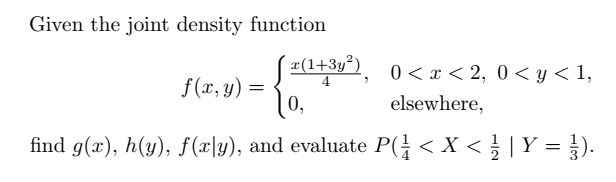 Given the joint density function
f(x, y) = { x(1+3y²)/4, 0 < x < 2, 0 < y < 1,
0, elsewhere,
find g(x), h(y), f(x|y), and evaluate P(1/4 < X < 1/2 | Y = 1/3).